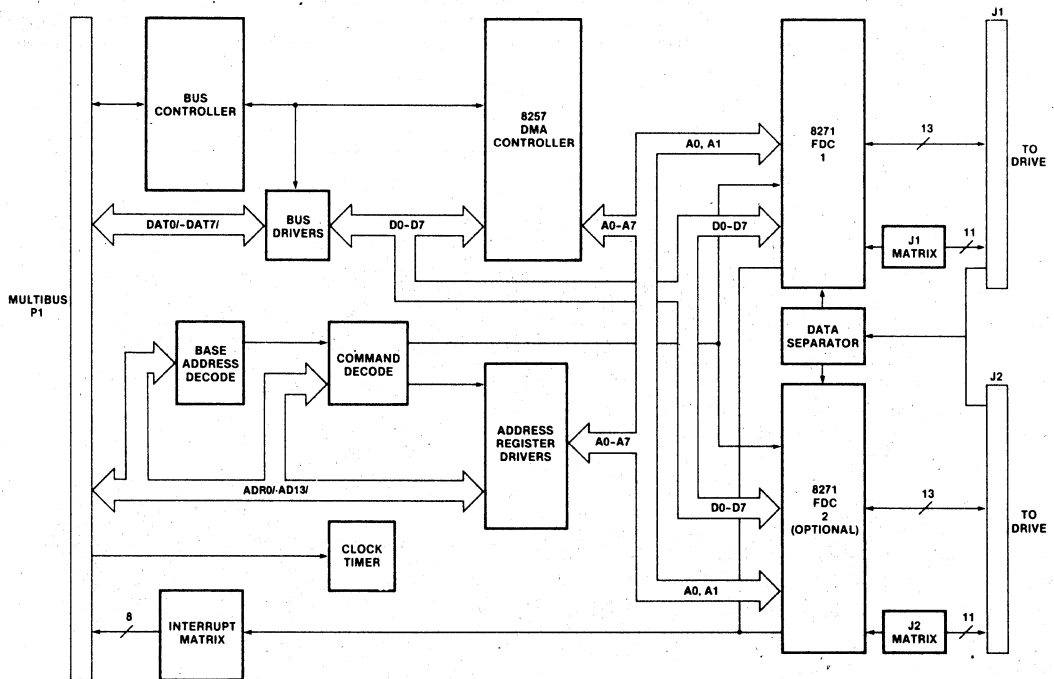 MULTIBUS
P1
BUS
CONTROLLER
8257
DMA
CONTROLLER
BUS
DRIVERS
DAT0/-DAT7/
D0-D7
A0-A7
A0, A1
D0-D7
8271
FDC
1
13
J1
TO
DRIVE
J1
MATRIX
11
DATA
SEPARATOR
BASE
ADDRESS
DECODE
COMMAND
DECODE
ADDRESS
REGISTER
DRIVERS
A0-A7
ADR0/-AD13/
D0-D7
A0, A1
8271
FDC
2
(OPTIONAL)
13
J2
TO
DRIVE
J2
MATRIX
11
CLOCK
TIMER
8
INTERRUPT
MATRIX